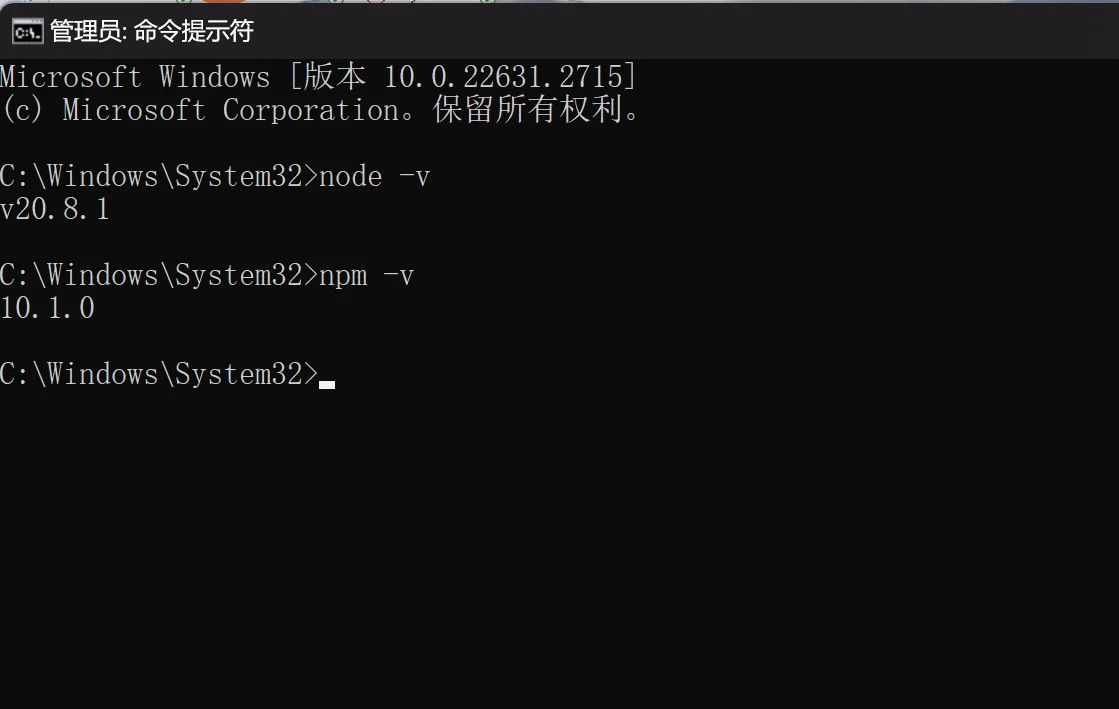 管理员: 命令提示符
Microsoft Windows [版本 10.0.22631.2715]
(c) Microsoft Corporation。保留所有权利。
C:\Windows\System32>node -v
v20.8.1
C:\Windows\System32>npm -v
10.1.0
C:\Windows\System32>